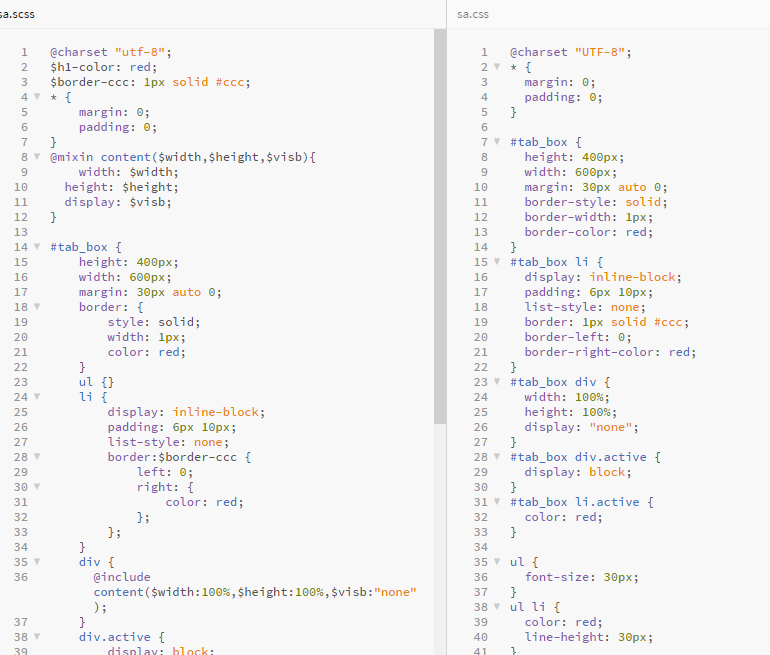 sa.scss
1 @charset "utf-8";
2 $h1-color: red;
3 $border-ccc: 1px solid #ccc;
4 * {
5 margin: 0;
6 padding: 0;
7 }
8 @mixin content($width,$height,$visb){
9 width: $width;
10 height: $height;
11 display: $visb;
12 }
13
14 #tab_box {
15 height: 400px;
16 width: 600px;
17 margin: 30px auto 0;
18 border: {
19 style: solid;
20 width: 1px;
21 color: red;
22 }
23 ul {}
24 li {
25 display: inline-block;
26 padding: 6px 10px;
27 list-style: none;
28 border:$border-ccc {
29 left: 0;
30 right: {
31 color: red;
32 };
33 };
34 }
35 div {
36 @include
content($width:100%,$height:100%,$visb:"none"
);
37 }
38 div.active {
39 display: block;
sa.css
1 @charset "UTF-8";
2 * {
3 margin: 0;
4 padding: 0;
5 }
6
7 #tab_box {
8 height: 400px;
9 width: 600px;
10 margin: 30px auto 0;
11 border-style: solid;
12 border-width: 1px;
13 border-color: red;
14 }
15 #tab_box li {
16 display: inline-block;
17 padding: 6px 10px;
18 list-style: none;
19 border: 1px solid #ccc;
20 border-left: 0;
21 border-right-color: red;
22 }
23 #tab_box div {
24 width: 100%;
25 height: 100%;
26 display: "none";
27 }
28 #tab_box div.active {
29 display: block;
30 }
31 #tab_box li.active {
32 color: red;
33 }
34
35 ul {
36 font-size: 30px;
37 }
38 ul li {
39 color: red;
40 line-height: 30px;
41 }